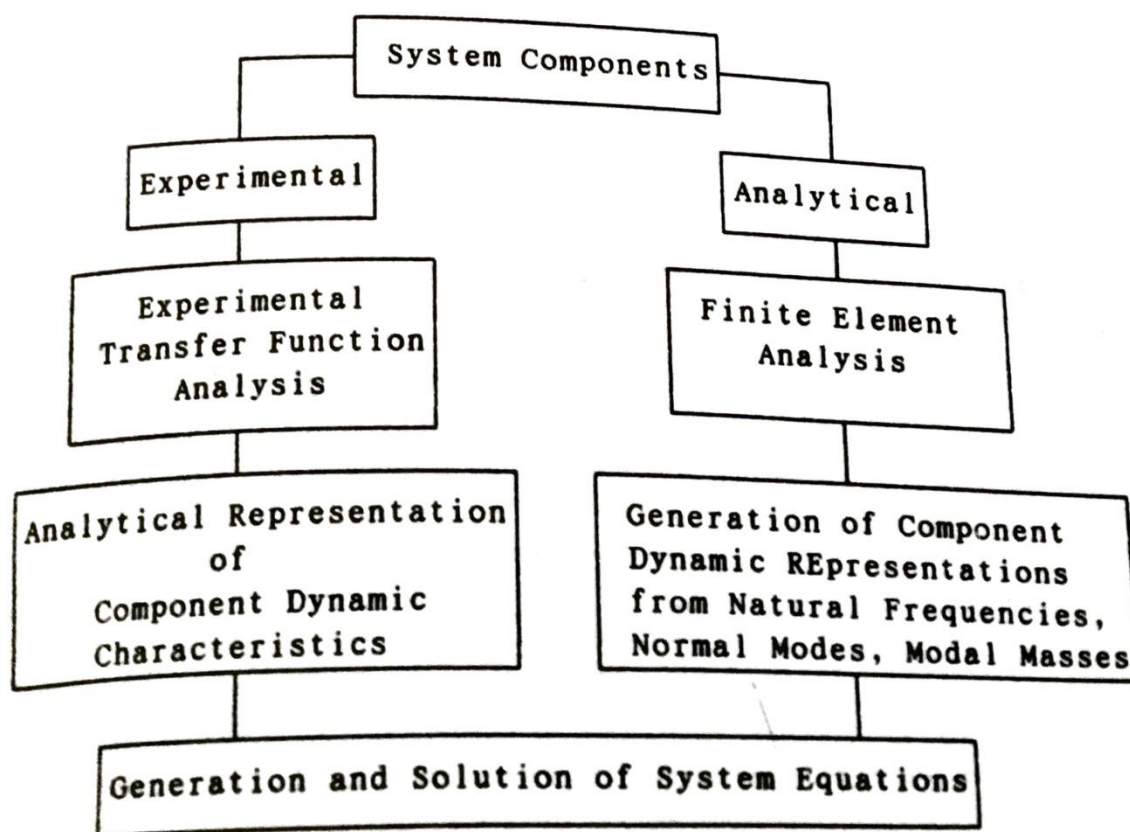 System Components
Experimental
Analytical
Experimental
Transfer Function
Analysis
Finite Element
Analysis
Analytical Representation
of
Component Dynamic
Characteristics
Generation of Component
Dynamic REpresentations
from Natural Frequencies,
Normal Modes, Modal Masses
Generation and Solution of System Equations